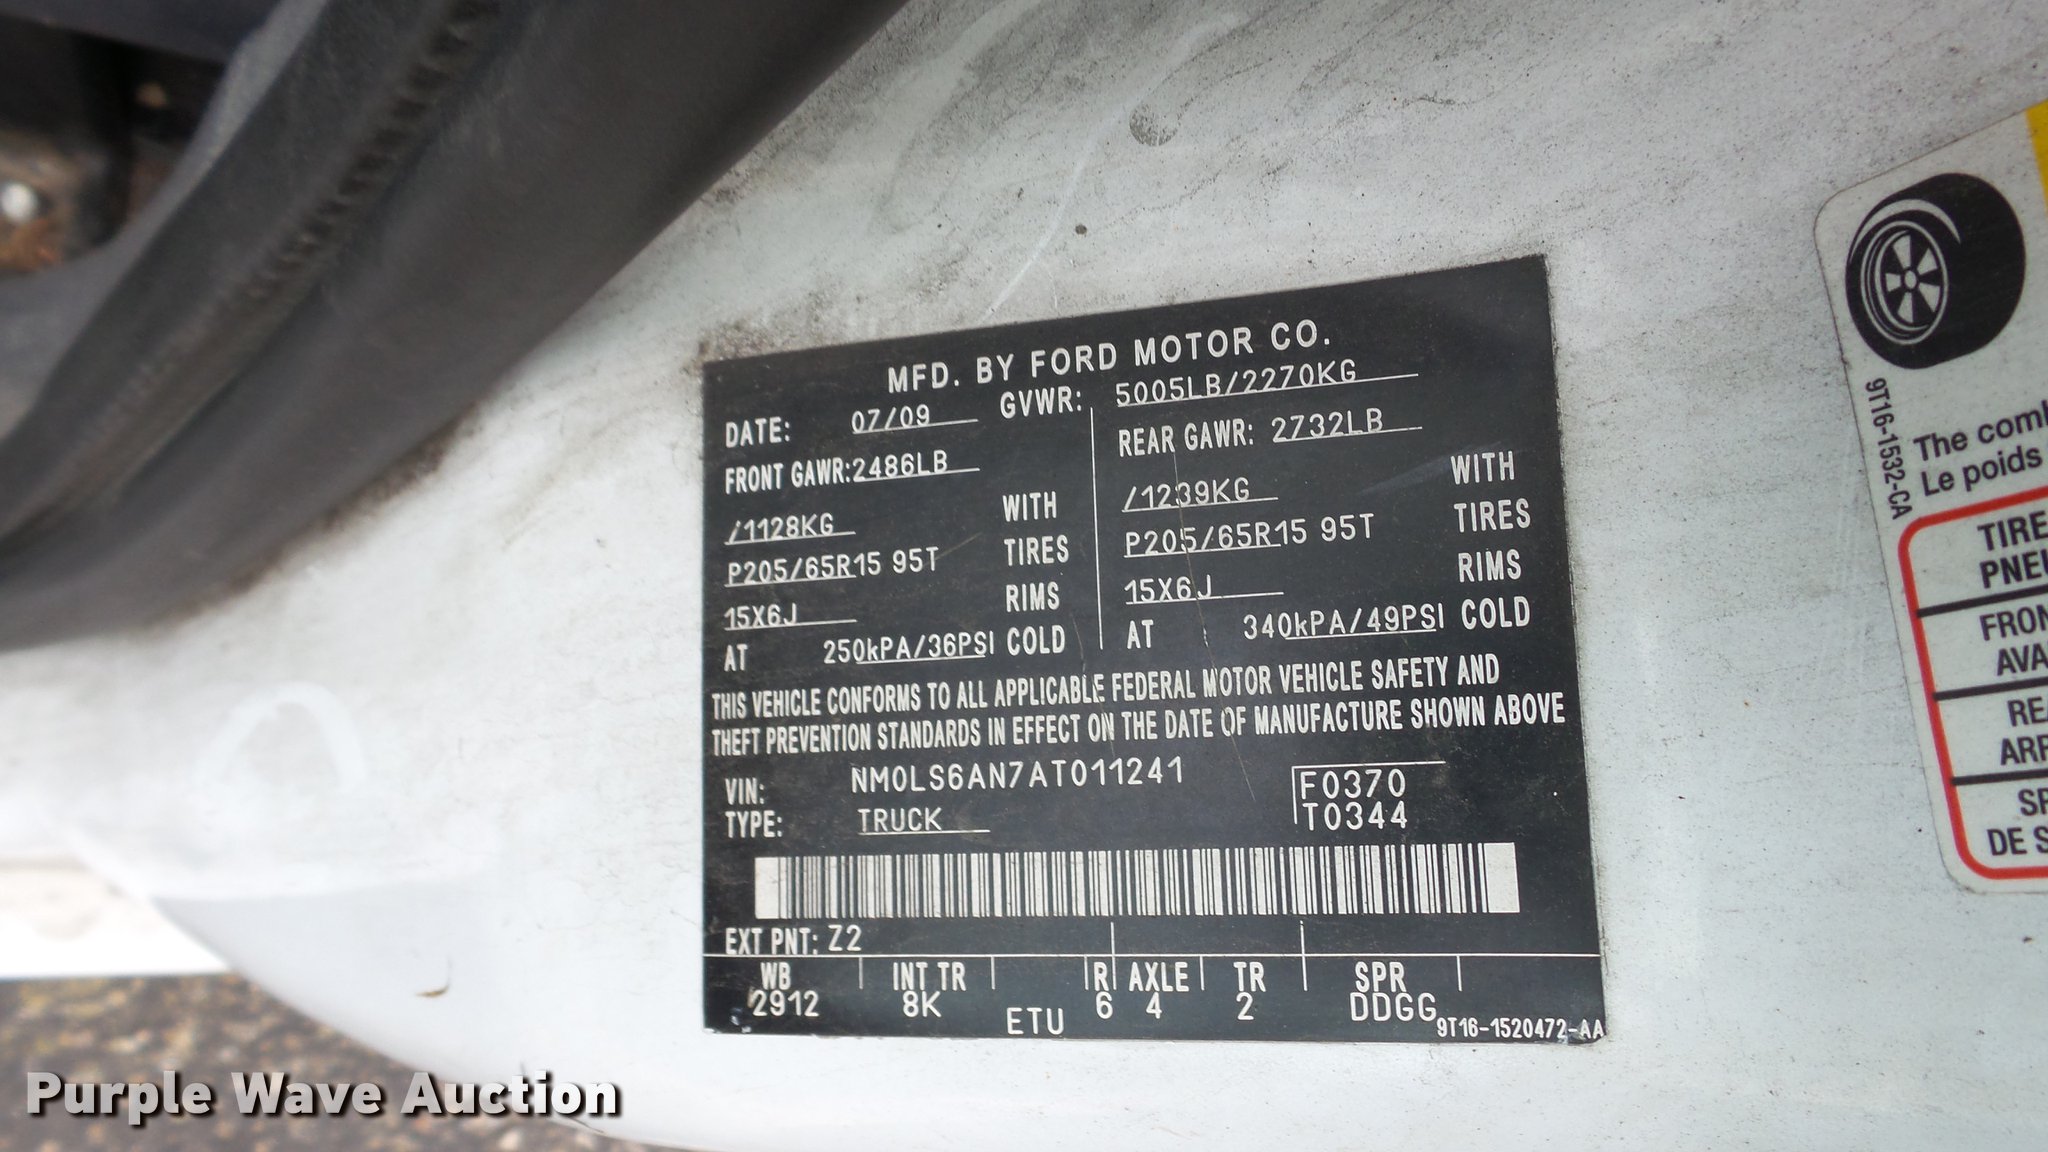 MFD. BY FORD MOTOR CO.
DATE: 07/09 GVWR: 5005LB/2270KG
FRONT GAWR: 2486LB REAR GAWR: 2732LB
/1128KG WITH /1239KG WITH
P205/65R15 95T TIRES P205/65R15 95T TIRES
15X6J RIMS 15X6J RIMS
AT 250kPA/36PSI COLD AT 340kPA/49PSI COLD
THIS VEHICLE CONFORMS TO ALL APPLICABLE FEDERAL MOTOR VEHICLE SAFETY AND
THEFT PREVENTION STANDARDS IN EFFECT ON THE DATE OF MANUFACTURE SHOWN ABOVE
VIN: NM0LS6AN7AT011241 F0370
TYPE: TRUCK T0344
EXT PNT: Z2
WB INT TR R AXLE TR SPR
2912 8K ETU 6 4 2 DDGG
9T16-1520472-AA
9T16-1532-CA
The comb
Le poids
TIRE
PNEU
FRON
AVA
REA
ARR
SP
DE S
Purple Wave Auction